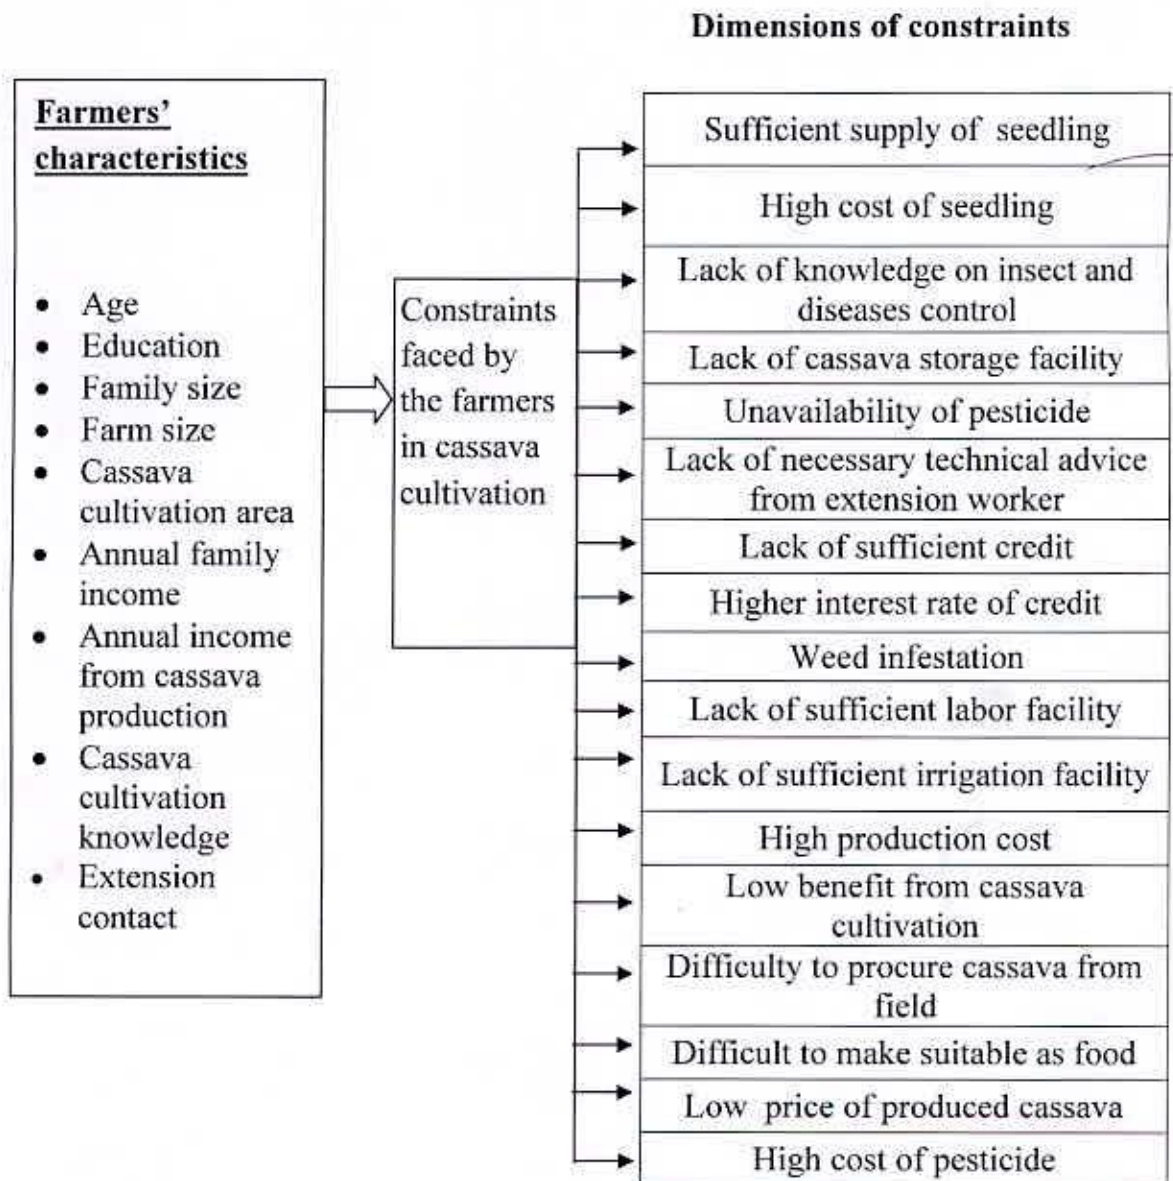 Dimensions of constraints
Farmers'
characteristics
• Age
• Education
• Family size
• Farm size
• Cassava
cultivation area
• Annual family
income
• Annual income
from cassava
production
• Cassava
cultivation
knowledge
• Extension
contact
Constraints
faced by
the farmers
in cassava
cultivation
Sufficient supply of seedling
High cost of seedling
Lack of knowledge on insect and
diseases control
Lack of cassava storage facility
Unavailability of pesticide
Lack of necessary technical advice
from extension worker
Lack of sufficient credit
Higher interest rate of credit
Weed infestation
Lack of sufficient labor facility
Lack of sufficient irrigation facility
High production cost
Low benefit from cassava
cultivation
Difficulty to procure cassava from
field
Difficult to make suitable as food
Low price of produced cassava
High cost of pesticide